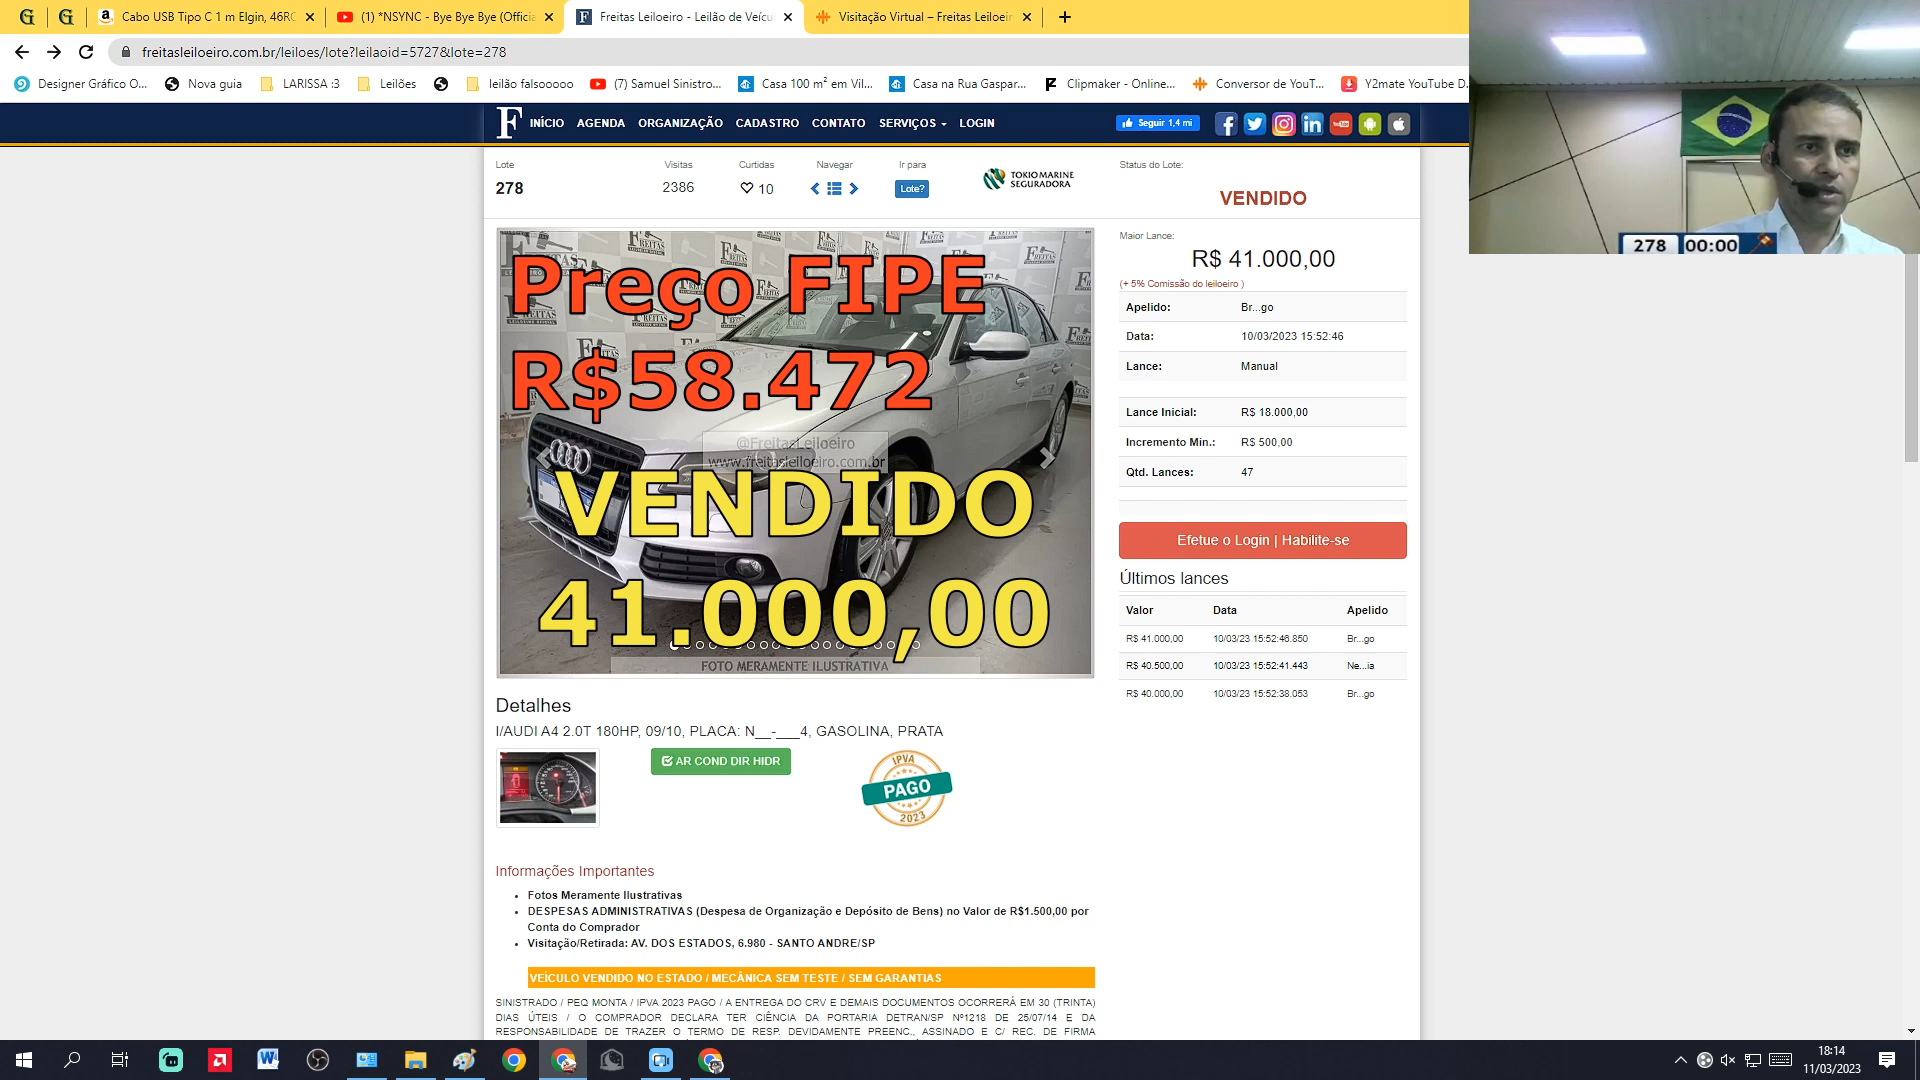 Cabo USB Tipo C 1 m Elgin, 46RC
(1) *NSYNC - Bye Bye Bye (Officia
Freitas Leiloeiro - Leilão de Veícu
Visitação Virtual – Freitas Leiloeir
freitasleiloeiro.com.br/leiloes/lote?leilaoid=5727&lote=278
Designer Gráfico O...
Nova guia
LARISSA :3
Leilões
leilão falsooooo
(7) Samuel Sinistro...
Casa 100 m² em Vil...
Casa na Rua Gaspar...
Clipmaker - Online...
Conversor de YouT...
Y2mate YouTube D...
F INÍCIO AGENDA ORGANIZAÇÃO CADASTRO CONTATO SERVIÇOS LOGIN
Seguir 1,4 mi
Lote
278
Visitas
2386
Curtidas
10
Navegar
Ir para
Lote?
TOKIO MARINE
SEGURADORA
Status do Lote:
VENDIDO
278 00:00
Preço FIPE
R$58.472
@FreitasLeiloeiro
www.freitasleiloeiro.com.br
VENDIDO
41.000,00
FOTO MERAMENTE ILUSTRATIVA
Maior Lance:
R$ 41.000,00
(+ 5% Comissão do leiloeiro )
Apelido: Br...go
Data: 10/03/2023 15:52:46
Lance: Manual
Lance Inicial: R$ 18.000,00
Incremento Min.: R$ 500,00
Qtd. Lances: 47
Efetue o Login | Habilite-se
Últimos lances
Valor Data Apelido
R$ 41.000,00 10/03/23 15:52:46.850 Br...go
R$ 40.500,00 10/03/23 15:52:41.443 Ne...ia
R$ 40.000,00 10/03/23 15:52:38.053 Br...go
Detalhes
I/AUDI A4 2.0T 180HP, 09/10, PLACA: N__-___4, GASOLINA, PRATA
AR COND DIR HIDR
IPVA
PAGO
2023
Informações Importantes
Fotos Meramente Ilustrativas
DESPESAS ADMINISTRATIVAS (Despesa de Organização e Depósito de Bens) no Valor de R$1.500,00 por
Conta do Comprador
Visitação/Retirada: AV. DOS ESTADOS, 6.980 - SANTO ANDRE/SP
VEÍCULO VENDIDO NO ESTADO / MECÂNICA SEM TESTE / SEM GARANTIAS
SINISTRADO / PEQ MONTA / IPVA 2023 PAGO / A ENTREGA DO CRV E DEMAIS DOCUMENTOS OCORRERÁ EM 30 (TRINTA)
DIAS ÚTEIS / O COMPRADOR DECLARA TER CIÊNCIA DA PORTARIA DETRAN/SP Nº1218 DE 25/07/14 E DA
RESPONSABILIDADE DE TRAZER O TERMO DE RESP. DEVIDAMENTE PREENC., ASSINADO E C/ REC. DE FIRMA
18:14
11/03/2023